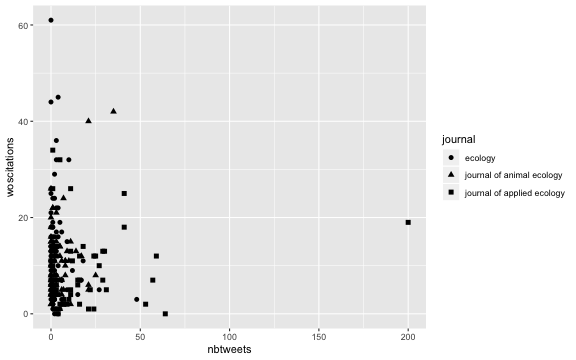 60
40
20
0
woscitations
0
50
100
150
200
nbtweets
journal
ecology
journal of animal ecology
journal of applied ecology